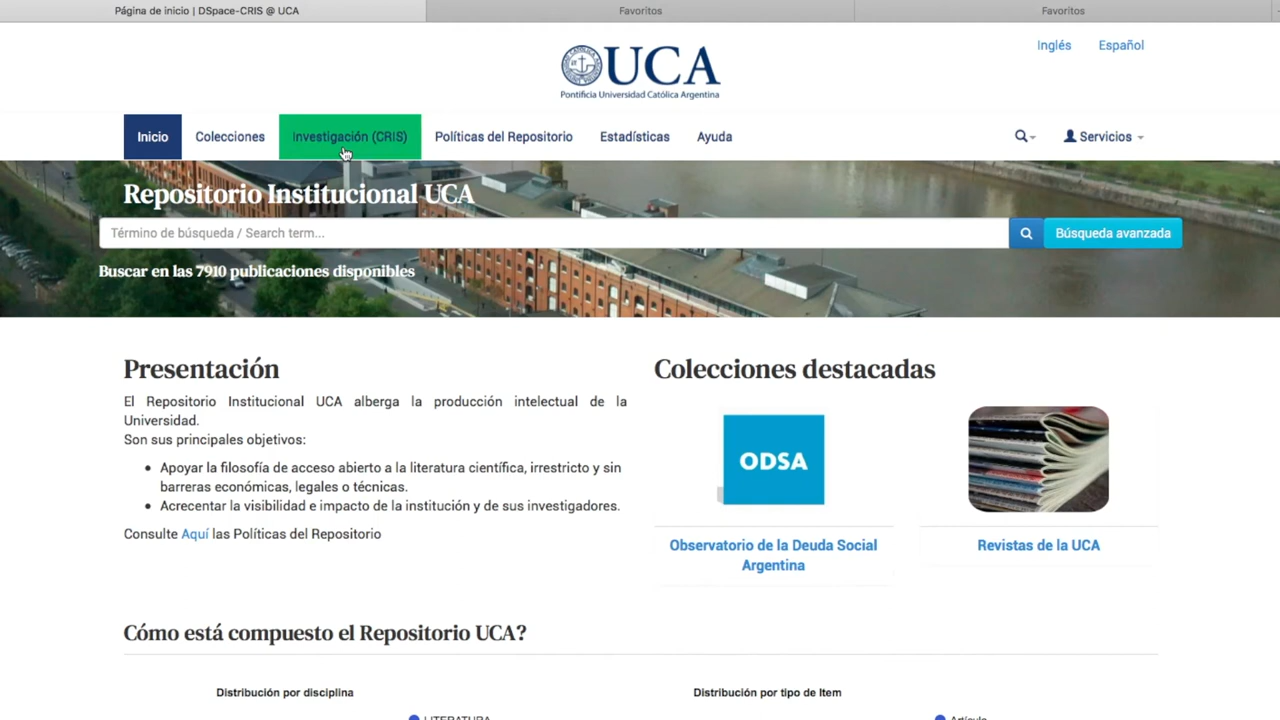 Página de inicio | DSpace-CRIS @ UCA
Favoritos
Favoritos
Inglés
Español
UCA
Pontificia Universidad Católica Argentina
Inicio
Colecciones
Investigación (CRIS)
Políticas del Repositorio
Estadísticas
Ayuda
Servicios
Repositorio Institucional UCA
Término de búsqueda / Search term...
Búsqueda avanzada
Buscar en las 7910 publicaciones disponibles
Presentación
El Repositorio Institucional UCA alberga la producción intelectual de la
Universidad.
Son sus principales objetivos:
Apoyar la filosofía de acceso abierto a la literatura científica, irrestricto y sin
barreras económicas, legales o técnicas.
Acrecentar la visibilidad e impacto de la institución y de sus investigadores.
Consulte Aquí las Políticas del Repositorio
Colecciones destacadas
ODSA
Observatorio de la Deuda Social
Argentina
Revistas de la UCA
Cómo está compuesto el Repositorio UCA?
Distribución por disciplina
Distribución por tipo de Item
LITERATURA
Artículo